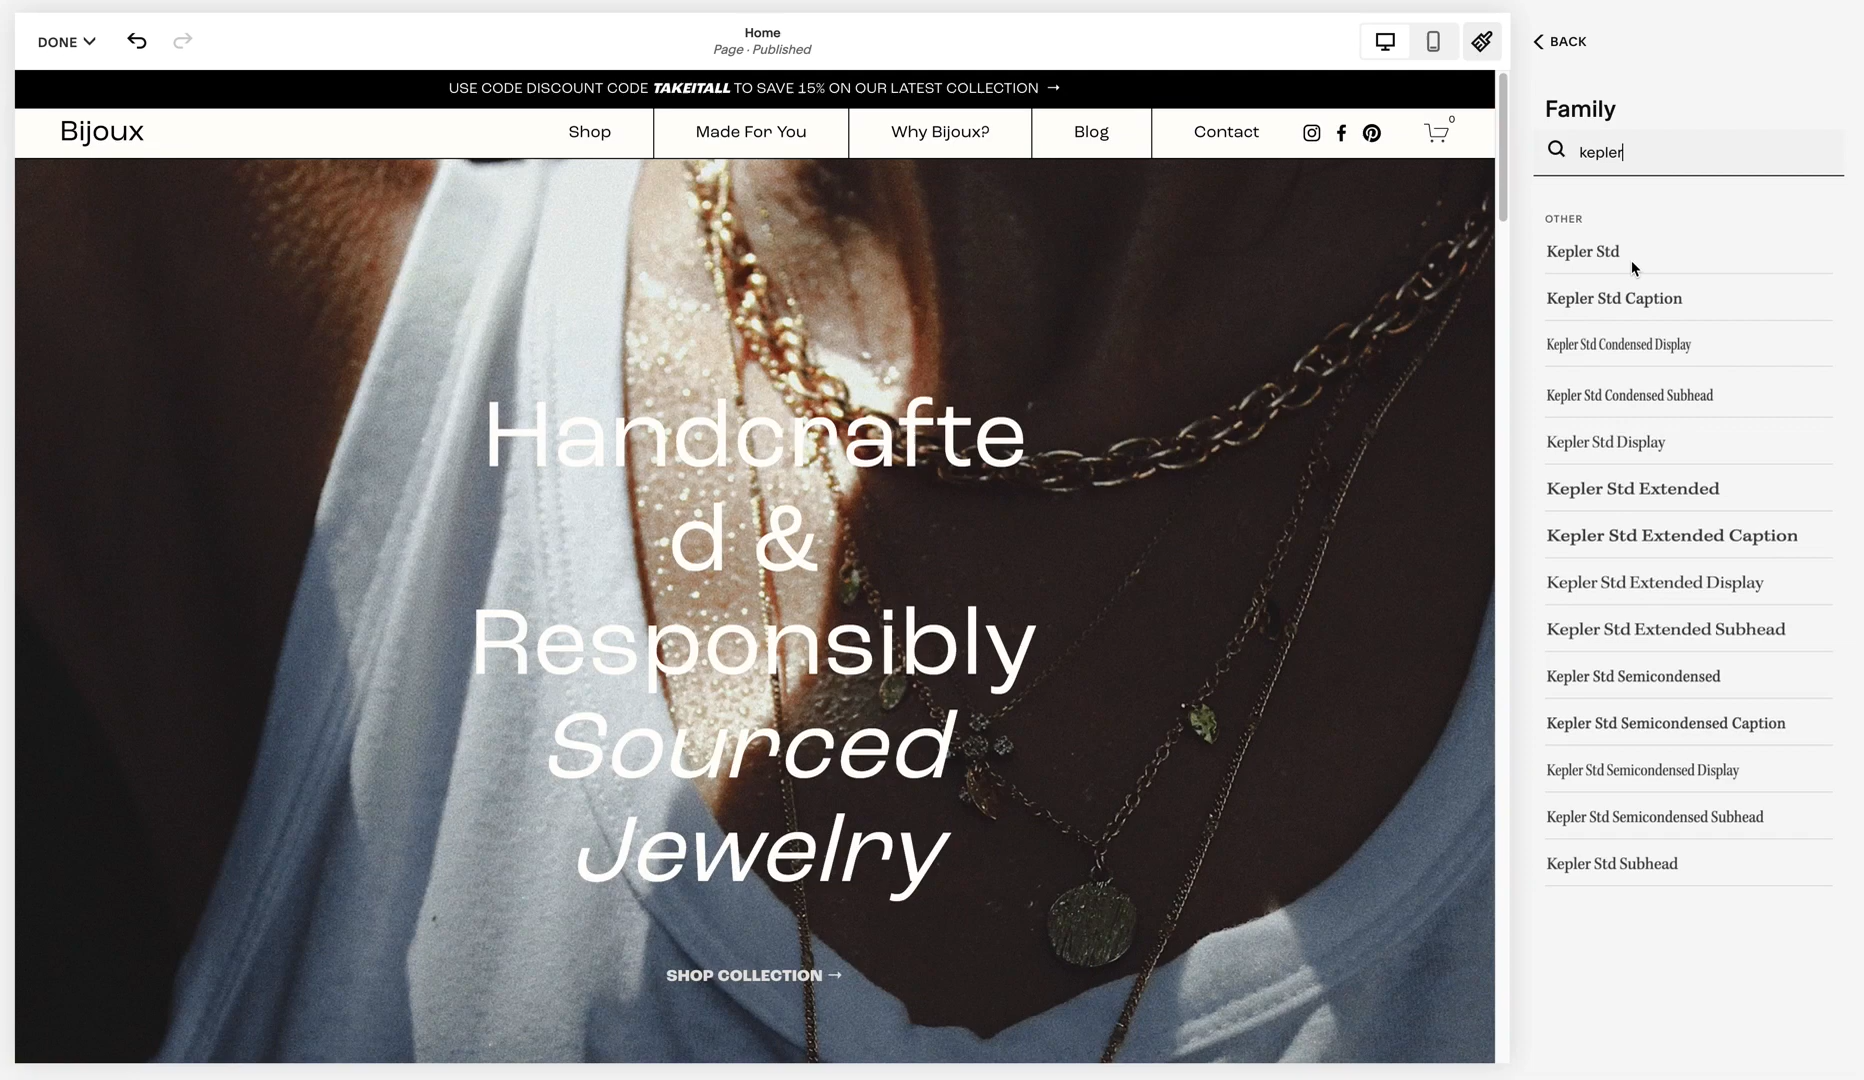 DONE
Home
Page · Published
BACK
USE CODE DISCOUNT CODE TAKEITALL TO SAVE 15% ON OUR LATEST COLLECTION →
Bijoux
Shop
Made For You
Why Bijoux?
Blog
Contact
0
Handcrafte
d &
Responsibly
Sourced
Jewelry
SHOP COLLECTION →
Family
kepler
OTHER
Kepler Std
Kepler Std Caption
Kepler Std Condensed Display
Kepler Std Condensed Subhead
Kepler Std Display
Kepler Std Extended
Kepler Std Extended Caption
Kepler Std Extended Display
Kepler Std Extended Subhead
Kepler Std Semicondensed
Kepler Std Semicondensed Caption
Kepler Std Semicondensed Display
Kepler Std Semicondensed Subhead
Kepler Std Subhead